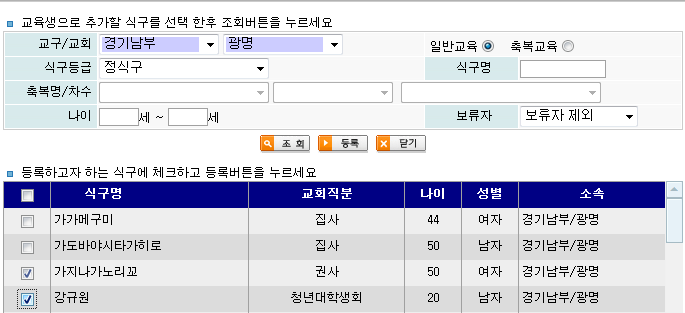 교육생으로 추가할 식구를 선택 한후 조회버튼을 누르세요
교구/교회 경기남부 광명 일반교육 축복교육
식구등급 정식구 식구명
축복명/차수
나이 세 ~ 세 보류자 보류자 제외
조 회 등록 닫기
등록하고자 하는 식구에 체크하고 등록버튼을 누르세요
식구명 교회직분 나이 성별 소속
가가메구미 집사 44 여자 경기남부/광명
가도바야시타가히로 집사 50 남자 경기남부/광명
가지나가노리꼬 권사 50 여자 경기남부/광명
강규원 청년대학생회 20 남자 경기남부/광명